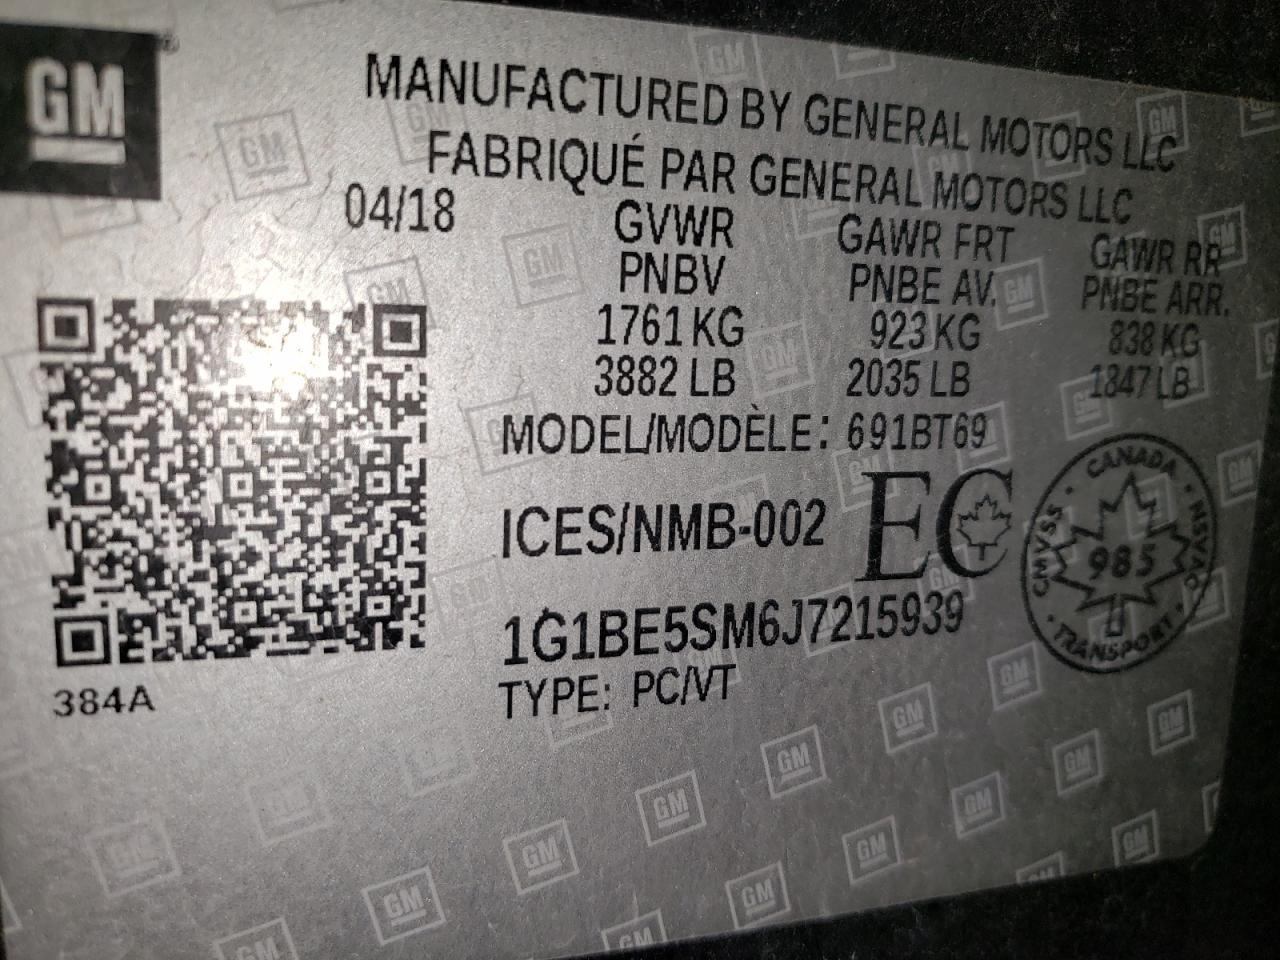 GM
MANUFACTURED BY GENERAL MOTORS LLC
FABRIQUÉ PAR GENERAL MOTORS LLC
04/18
GVWR GAWR FRT GAWR RR
PNBV PNBE AV. PNBE ARR.
1761 KG 923 KG 838 KG
3882 LB 2035 LB 1847 LB
MODEL/MODÈLE: 691BT69
ICES/NMB-002 EC
CANADA
CMVSS 985 NSVAC
TRANSPORT
1G1BE5SM6J7215939
TYPE: PC/VT
384A